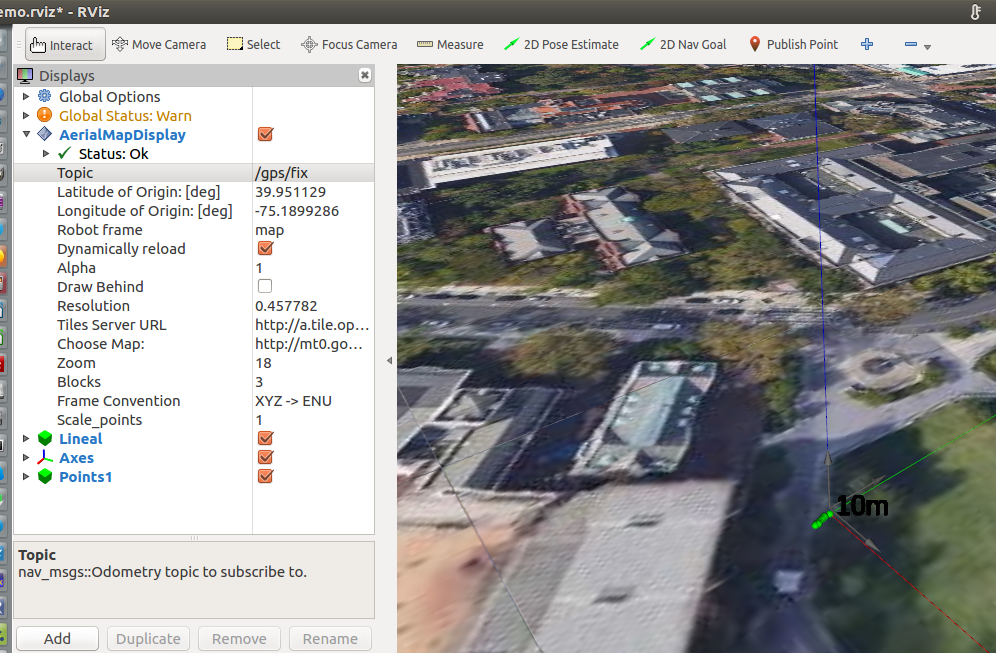 emo.rviz* - RViz
Interact Move Camera Select Focus Camera Measure 2D Pose Estimate 2D Nav Goal Publish Point
Displays
Global Options
Global Status: Warn
AerialMapDisplay
Status: Ok
Topic /gps/fix
Latitude of Origin: [deg] 39.951129
Longitude of Origin: [deg] -75.1899286
Robot frame map
Dynamically reload
Alpha 1
Draw Behind
Resolution 0.457782
Tiles Server URL http://a.tile.op...
Choose Map: http://mt0.go...
Zoom 18
Blocks 3
Frame Convention XYZ -> ENU
Scale_points 1
Lineal
Axes
Points1
10m
Topic
nav_msgs::Odometry topic to subscribe to.
Add Duplicate Remove Rename